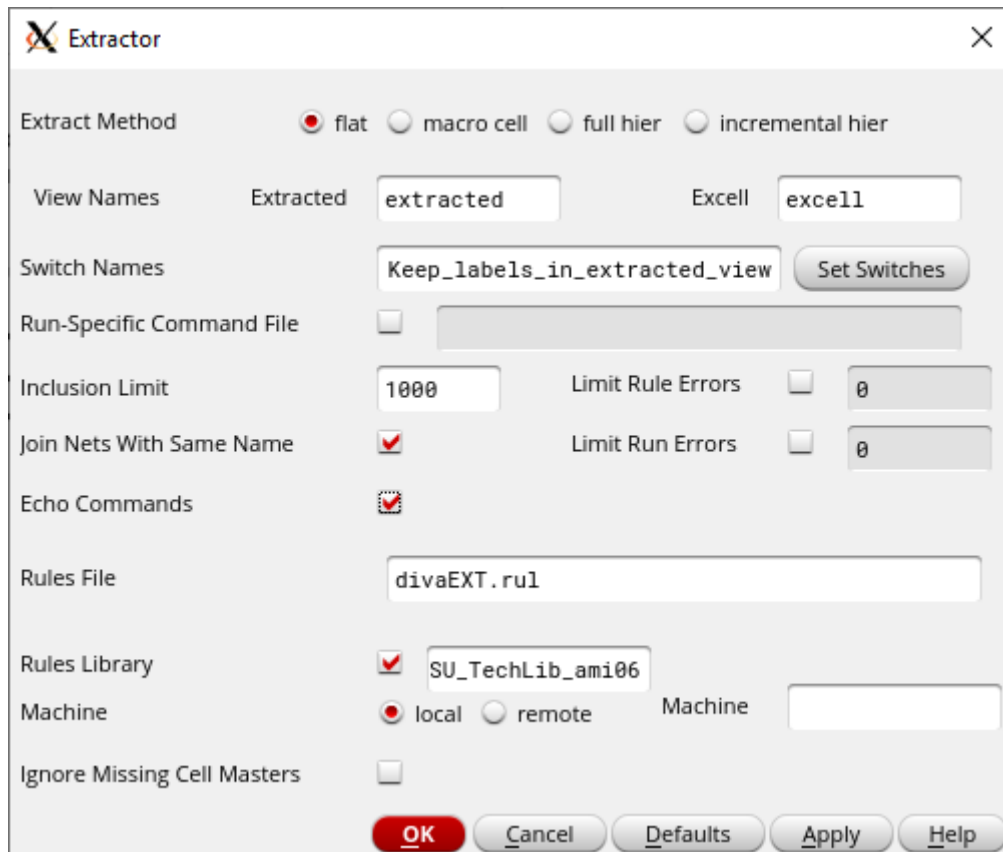 Extractor
Extract Method flat macro cell full hier incremental hier
View Names Extracted extracted Excell excell
Switch Names Keep_labels_in_extracted_view Set Switches
Run-Specific Command File
Inclusion Limit 1000 Limit Rule Errors 0
Join Nets With Same Name Limit Run Errors 0
Echo Commands
Rules File divaEXT.rul
Rules Library SU_TechLib_ami06
Machine local remote Machine
Ignore Missing Cell Masters
OK Cancel Defaults Apply Help